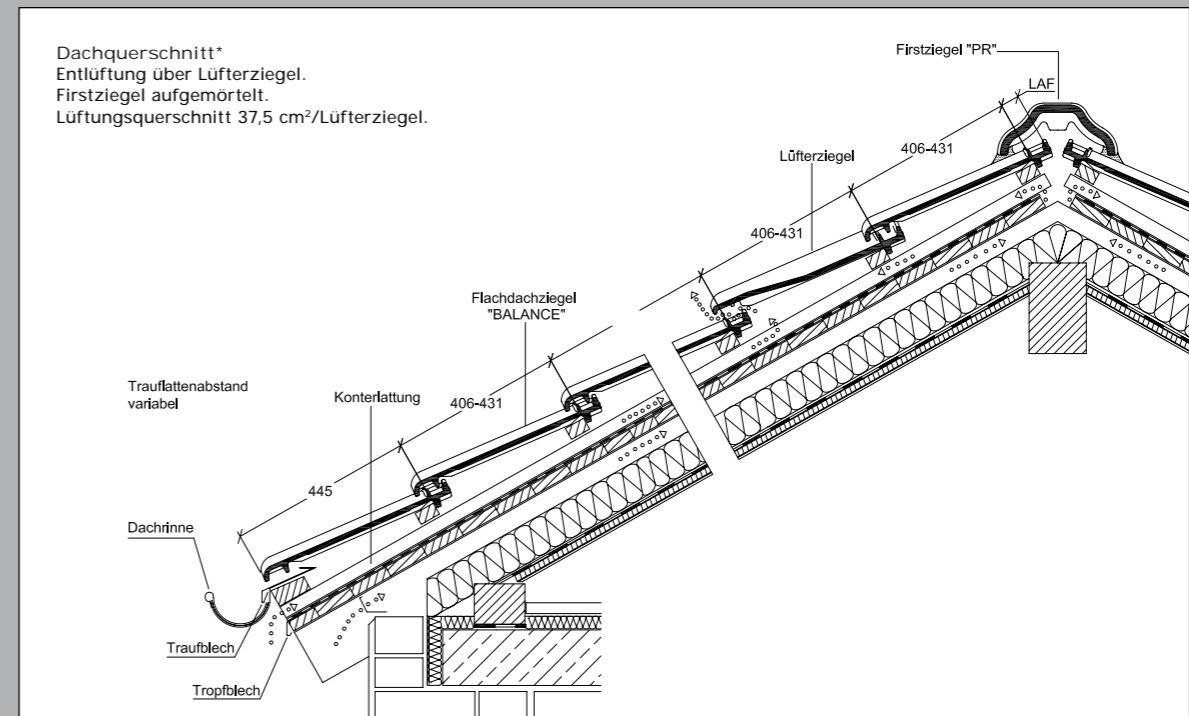 Dachquerschnitt*
Entlüftung über Lüfterziegel.
Firstziegel aufgemörtelt.
Lüftungsquerschnitt 37,5 cm²/Lüfterziegel.
Firstziegel "PR"
LAF
406-431
Lüfterziegel
406-431
Flachdachziegel
"BALANCE"
Trauflattenabstand
variabel
Konterlattung
406-431
445
Dachrinne
Traufblech
Tropfblech